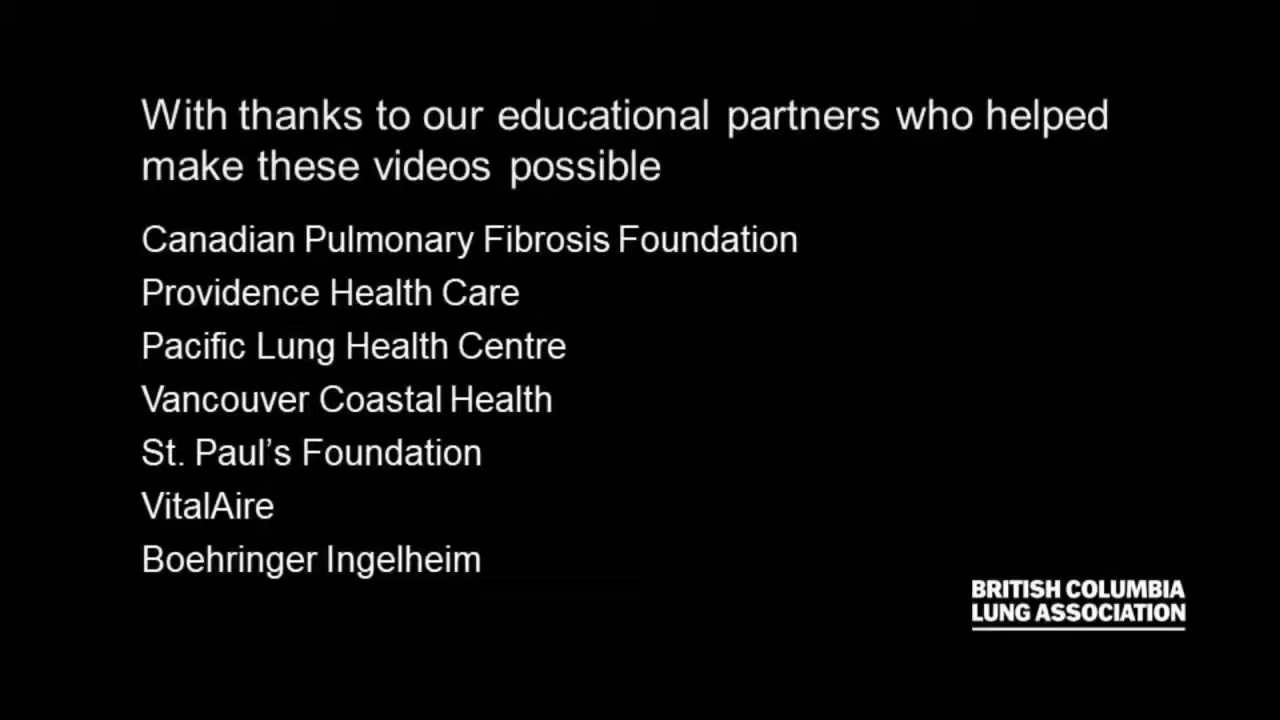 With thanks to our educational partners who helped
make these videos possible
Canadian Pulmonary Fibrosis Foundation
Providence Health Care
Pacific Lung Health Centre
Vancouver Coastal Health
St. Paul’s Foundation
VitalAire
Boehringer Ingelheim
BRITISH COLUMBIA
LUNG ASSOCIATION